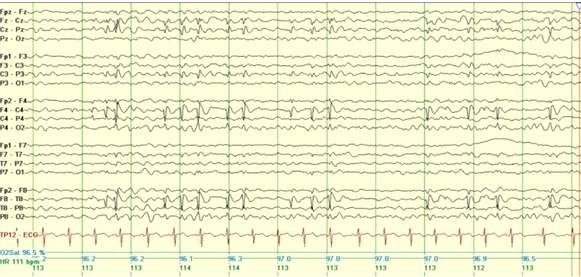 Fpz - Fz
Fz - Cz
Cz - Pz
Pz - Oz
Fp1 - F3
F3 - C3
C3 - P3
P3 - O1
Fp2 - F4
F4 - C4
C4 - P4
P4 - O2
Fp1 - F7
F7 - T7
T7 - P7
P7 - O1
Fp2 - F8
F8 - T8
T8 - P8
P8 - O2
TP12 ECG
O2Sat 96.5 % 96.2 96.2 96.1 96.3 97.0 97.0 97.0 97.0 96.9 96.5
HR 111 bpm
113 113 113 114 114 113 113 113 112 113